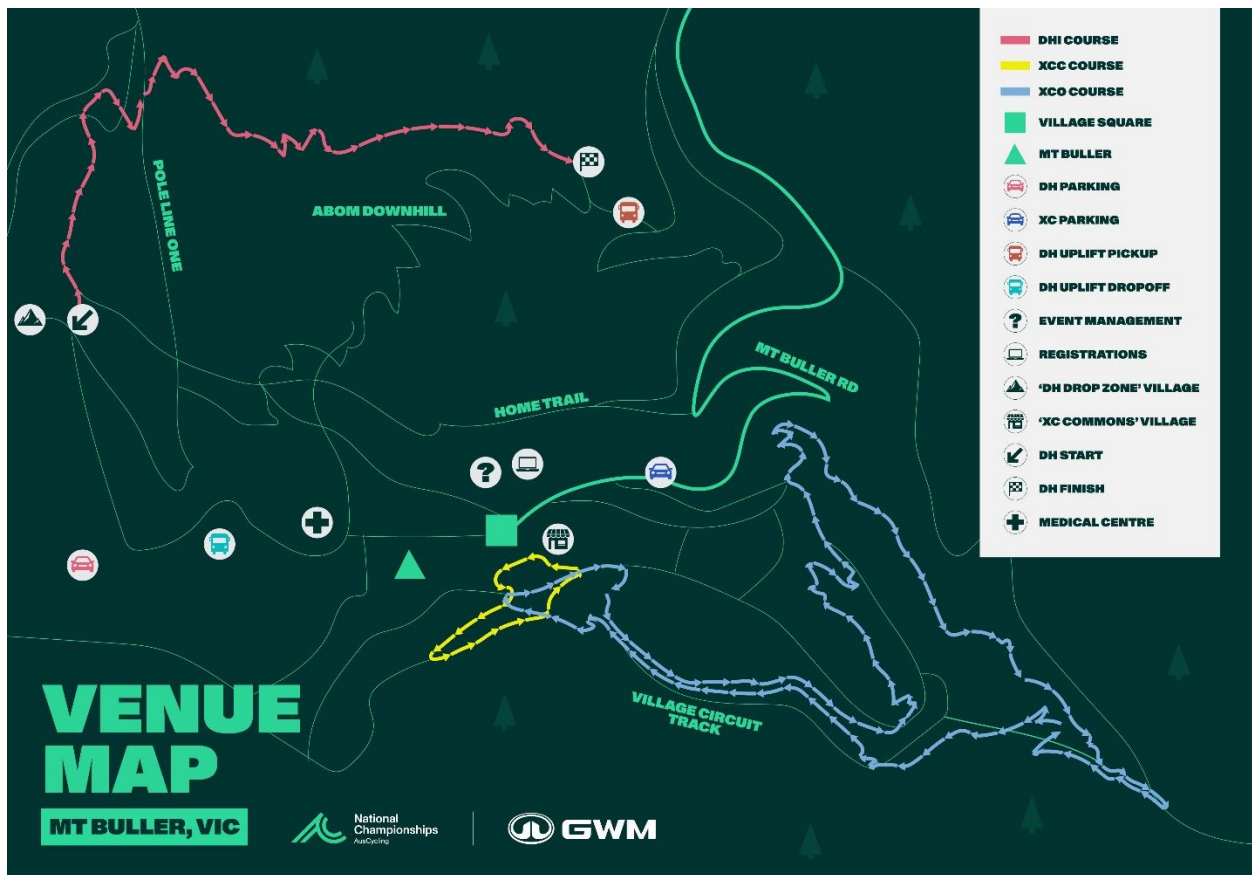 DHI COURSE
XCC COURSE
XCO COURSE
VILLAGE SQUARE
MT BULLER
DH PARKING
XC PARKING
DH UPLIFT PICKUP
DH UPLIFT DROPOFF
? EVENT MANAGEMENT
REGISTRATIONS
‘DH DROP ZONE’ VILLAGE
‘XC COMMONS’ VILLAGE
DH START
DH FINISH
MEDICAL CENTRE
POLE LINE ONE
ABOM DOWNHILL
MT BULLER RD
HOME TRAIL
?
VILLAGE CIRCUIT
TRACK
VENUE
MAP
MT BULLER, VIC
National
Championships
AusCycling
GWM